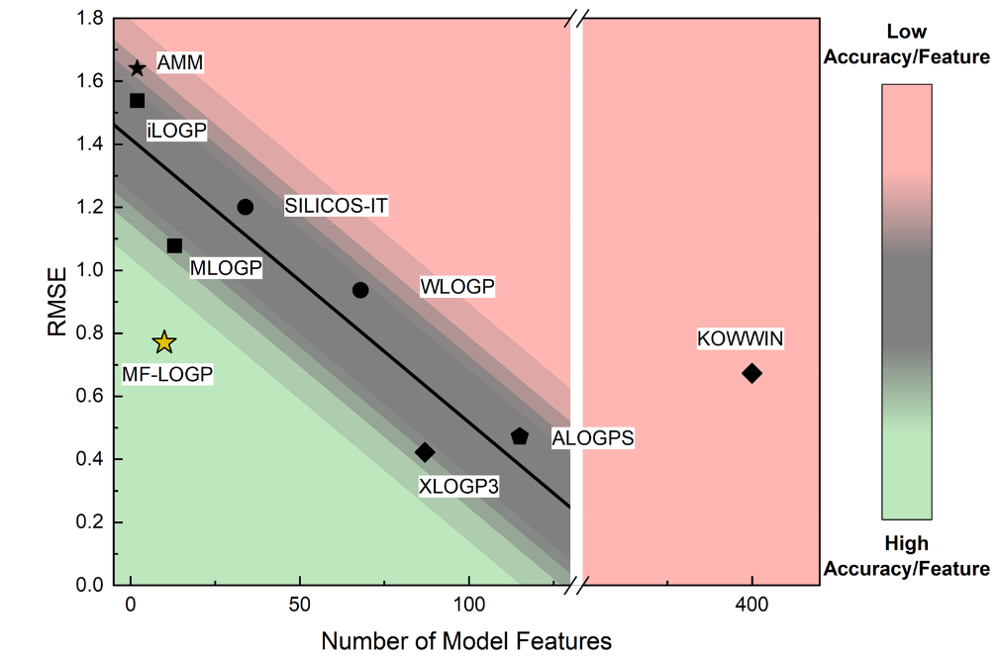 1.8
1.6
1.4
1.2
1.0
0.8
0.6
0.4
0.2
0.0
RMSE
AMM
iLOGP
SILICOS-IT
MLOGP
WLOGP
MF-LOGP
KOWWIN
ALOGPS
XLOGP3
0
50
100
400
Number of Model Features
Low
Accuracy/Feature
High
Accuracy/Feature